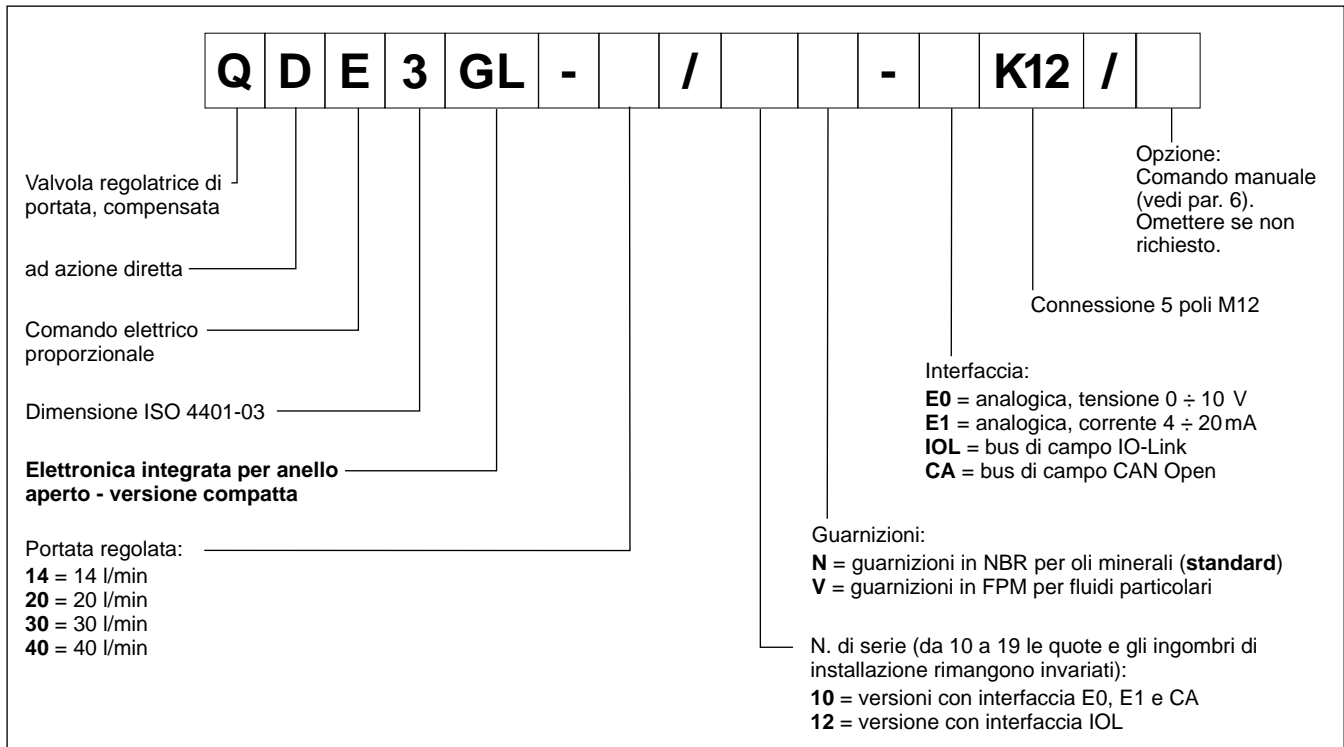 Q D E 3 GL - / - K12 /
Valvola regolatrice di
portata, compensata
ad azione diretta
Comando elettrico
proporzionale
Dimensione ISO 4401-03
Elettronica integrata per anello
aperto - versione compatta
Portata regolata:
14 = 14 l/min
20 = 20 l/min
30 = 30 l/min
40 = 40 l/min
Opzione:
Comando manuale
(vedi par. 6).
Omettere se non
richiesto.
Connessione 5 poli M12
Interfaccia:
E0 = analogica, tensione 0 ÷ 10 V
E1 = analogica, corrente 4 ÷ 20 mA
IOL = bus di campo IO-Link
CA = bus di campo CAN Open
Guarnizioni:
N = guarnizioni in NBR per oli minerali (standard)
V = guarnizioni in FPM per fluidi particolari
N. di serie (da 10 a 19 le quote e gli ingombri di
installazione rimangono invariati):
10 = versioni con interfaccia E0, E1 e CA
12 = versione con interfaccia IOL